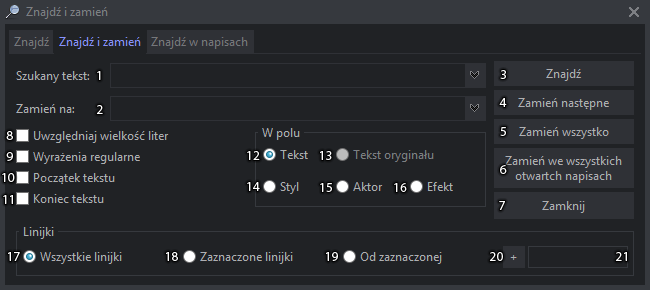 Znajdź i zamień
Znajdź Znajdź i zamień Znajdź w napisach
Szukany tekst: 1
3 Znajdź
Zamień na: 2
4 Zamień następne
5 Zamień wszystko
6 Zamień we wszystkich
otwartch napisach
7 Zamknij
8 Uwzględniaj wielkość liter
9 Wyrażenia regularne
10 Początek tekstu
11 Koniec tekstu
W polu
12 Tekst 13 Tekst oryginału
14 Styl 15 Aktor 16 Efekt
Linijki
17 Wszystkie linijki 18 Zaznaczone linijki 19 Od zaznaczonej 20 + 21